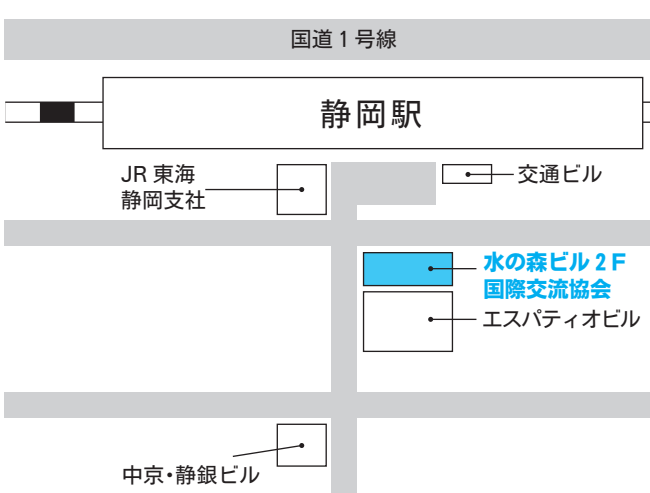 国道1号線
静岡駅
JR 東海
静岡支社
交通ビル
水の森ビル2F
国際交流協会
エスパティオビル
中京・静銀ビル